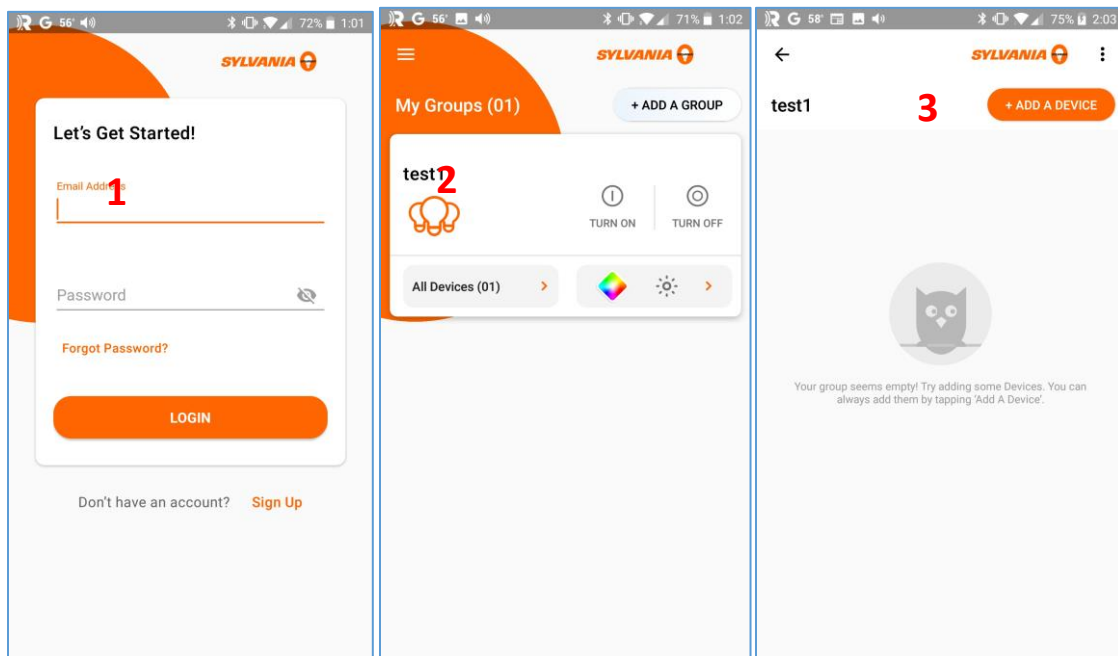 G 56° 72% 1:01
SYLVANIA
Let's Get Started!
Email Address
1
Password
Forgot Password?
LOGIN
Don't have an account? Sign Up
G 56° 71% 1:02
SYLVANIA
My Groups (01) + ADD A GROUP
test1
2
TURN ON TURN OFF
All Devices (01)
G 58° 75% 2:03
SYLVANIA
test1 3 + ADD A DEVICE
Your group seems empty! Try adding some Devices. You can
always add them by tapping 'Add A Device'.